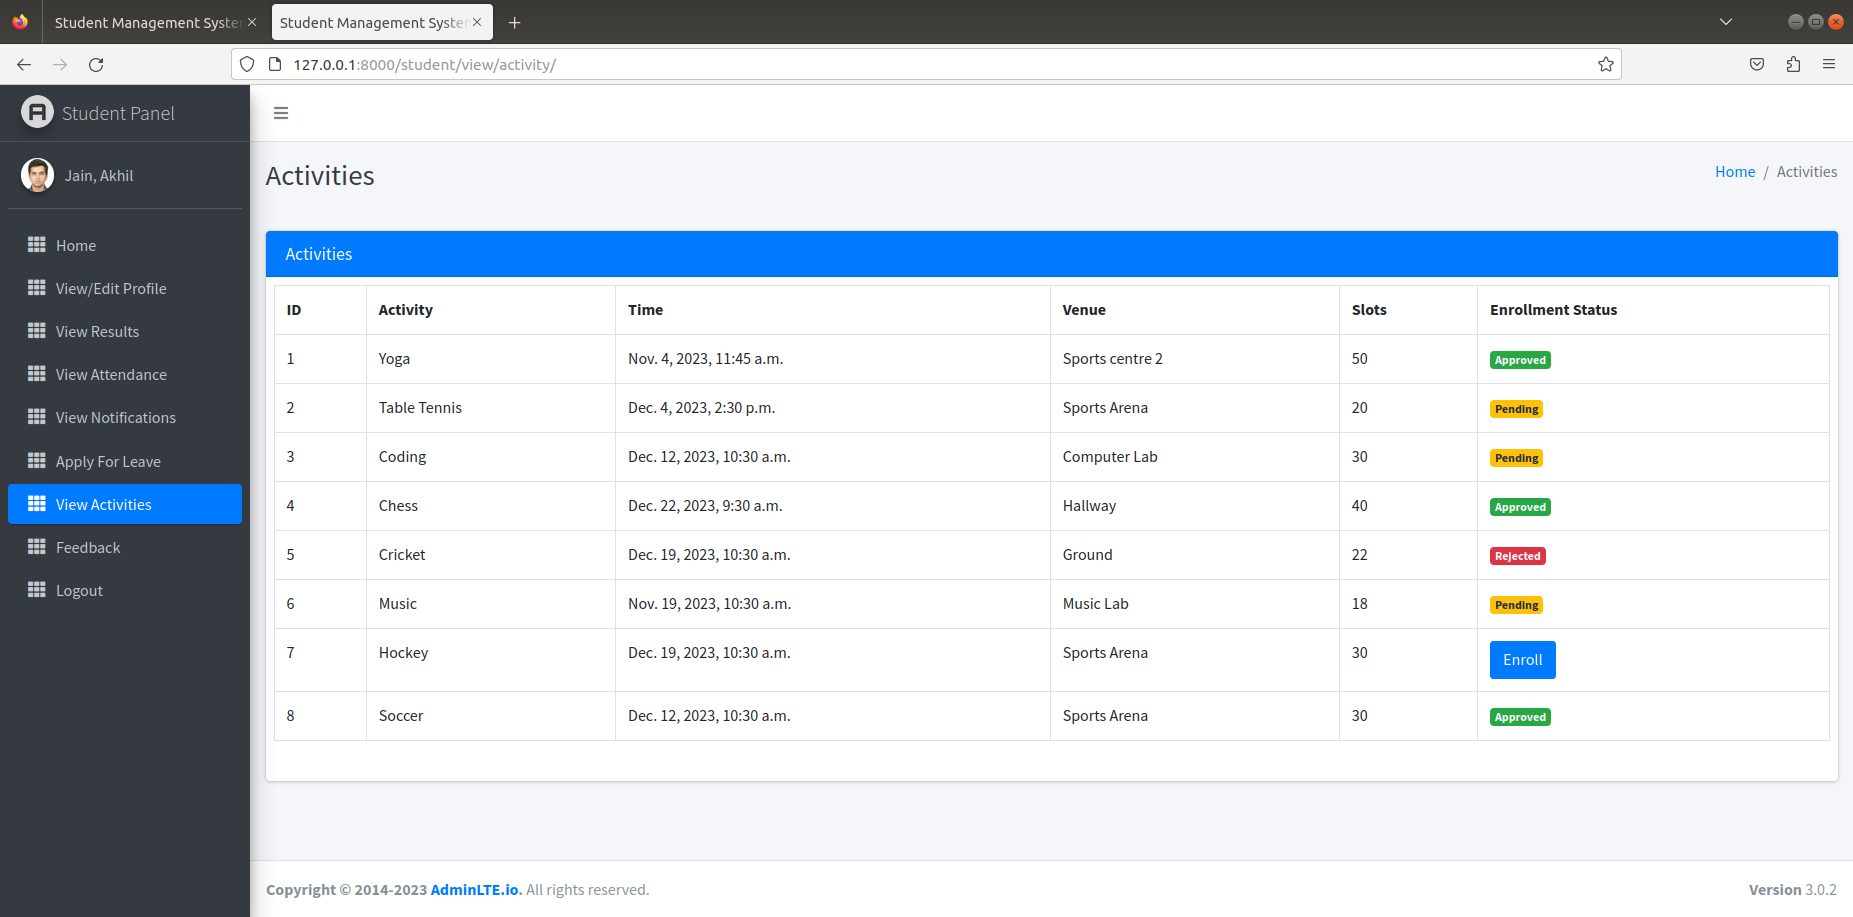 Student Management Syste
Student Management Syste
127.0.0.1:8000/student/view/activity/
Student Panel
Jain, Akhil
Home
View/Edit Profile
View Results
View Attendance
View Notifications
Apply For Leave
View Activities
Feedback
Logout
Activities
Home / Activities
Activities
ID Activity Time Venue Slots Enrollment Status
1 Yoga Nov. 4, 2023, 11:45 a.m. Sports centre 2 50 Approved
2 Table Tennis Dec. 4, 2023, 2:30 p.m. Sports Arena 20 Pending
3 Coding Dec. 12, 2023, 10:30 a.m. Computer Lab 30 Pending
4 Chess Dec. 22, 2023, 9:30 a.m. Hallway 40 Approved
5 Cricket Dec. 19, 2023, 10:30 a.m. Ground 22 Rejected
6 Music Nov. 19, 2023, 10:30 a.m. Music Lab 18 Pending
7 Hockey Dec. 19, 2023, 10:30 a.m. Sports Arena 30 Enroll
8 Soccer Dec. 12, 2023, 10:30 a.m. Sports Arena 30 Approved
Copyright © 2014-2023 AdminLTE.io. All rights reserved.
Version 3.0.2